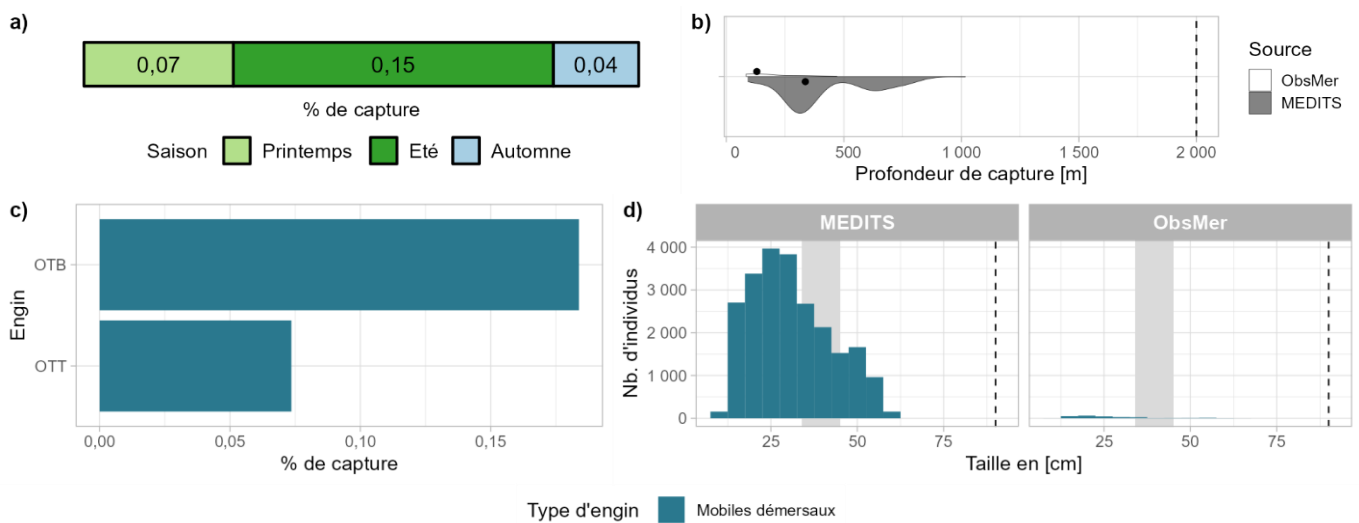 a)
0,07 0,15 0,04
% de capture
Saison Printemps Eté Automne
b)
0 500 1 000 1 500 2 000
Profondeur de capture [m]
Source
ObsMer
MEDITS
c)
Engin
OTB
OTT
0,00 0,05 0,10 0,15
% de capture
d)
MEDITS ObsMer
Nb. d'individus
4 000
3 000
2 000
1 000
0
25 50 75 25 50 75
Taille en [cm]
Type d'engin Mobiles démersaux